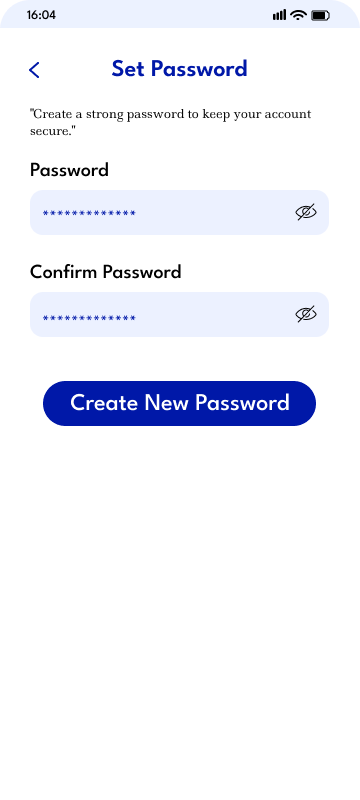 16:04
Set Password
"Create a strong password to keep your account
secure."
Password
*************
Confirm Password
*************
Create New Password